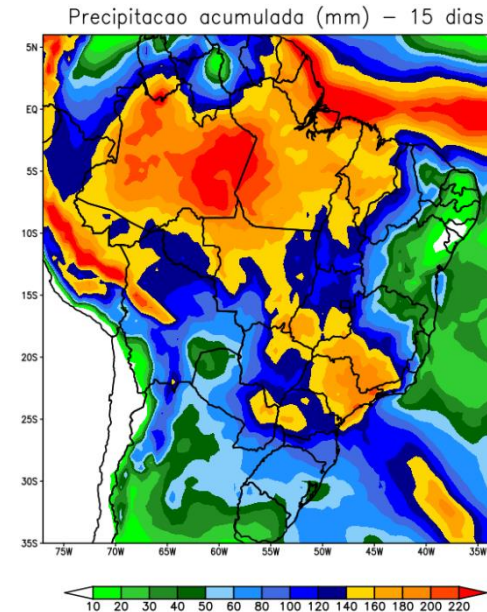 Precipitacao acumulada (mm) – 15 dias
5N
EQ
5S
10S
15S
20S
25S
30S
35S
75W 70W 65W 60W 55W 50W 45W 40W 35W
10 20 30 40 50 60 80 100 120 140 160 180 200 220